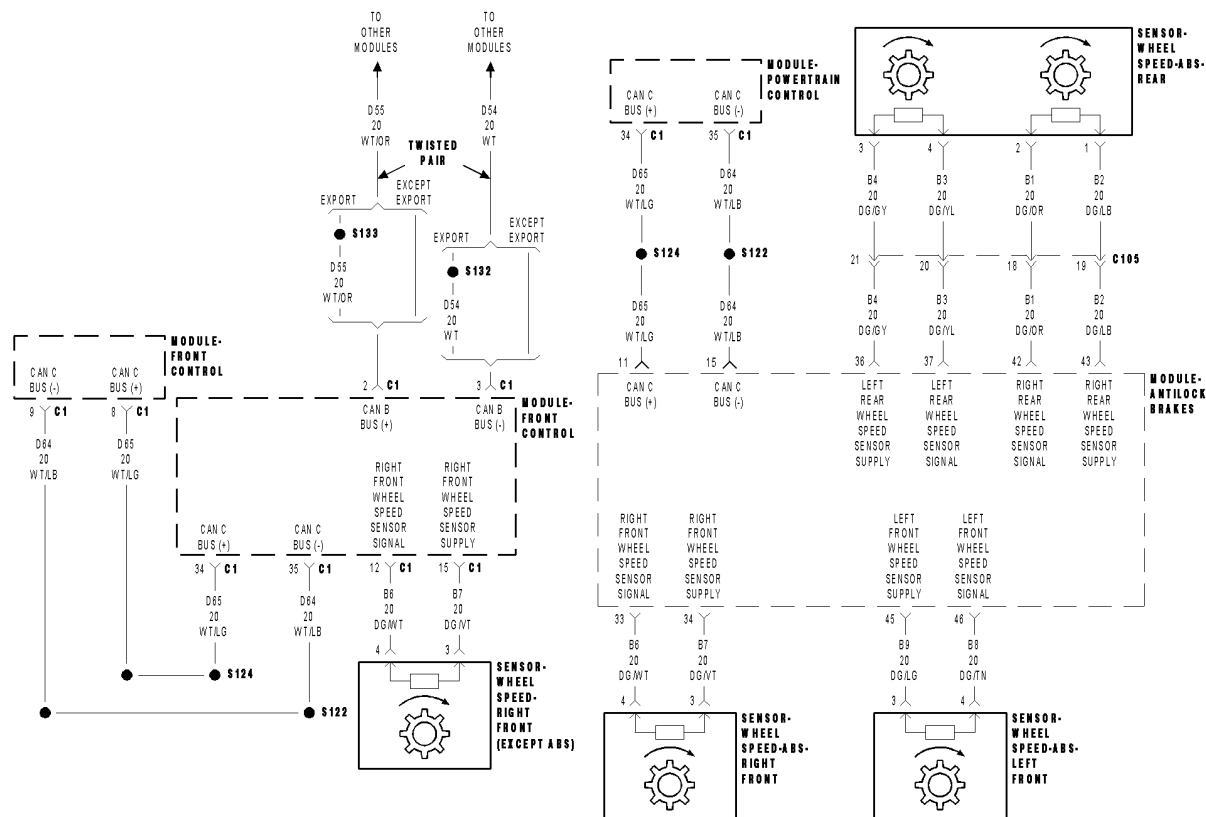 TO
OTHER
MODULES
TO
OTHER
MODULES
D55
20
WT/OR
D54
20
WT
TWISTED
PAIR
EXPORT
EXCEPT
EXPORT
S133
D55
20
WT/OR
EXPORT
EXCEPT
EXPORT
S132
D54
20
WT
2 C1
3 C1
MODULE-
FRONT
CONTROL
CAN C
BUS (-)
CAN C
BUS (+)
9 C1
8 C1
D64
20
WT/LB
D65
20
WT/LG
MODULE-
FRONT
CONTROL
CAN B
BUS (+)
CAN B
BUS (-)
RIGHT
FRONT
WHEEL
SPEED
SENSOR
SIGNAL
RIGHT
FRONT
WHEEL
SPEED
SENSOR
SUPPLY
CAN C
BUS (+)
CAN C
BUS (-)
34 C1
35 C1
12 C1
15 C1
D65
20
WT/LG
D64
20
WT/LB
B6
20
DG/WT
B7
20
DG/VT
4
3
S124
S122
SENSOR-
WHEEL
SPEED-
RIGHT
FRONT
(EXCEPT ABS)
MODULE-
POWERTRAIN
CONTROL
CAN C
BUS (+)
CAN C
BUS (-)
34 C1
35 C1
D65
20
WT/LG
D64
20
WT/LB
S124
S122
D65
20
WT/LG
D64
20
WT/LB
11
15
SENSOR-
WHEEL
SPEED-ABS-
REAR
3
4
2
1
B4
20
DG/GY
B3
20
DG/YL
B1
20
DG/OR
B2
20
DG/LB
21
20
18
19
C105
B4
20
DG/GY
B3
20
DG/YL
B1
20
DG/OR
B2
20
DG/LB
36
37
42
43
MODULE-
ANTILOCK
BRAKES
CAN C
BUS (+)
CAN C
BUS (-)
LEFT
REAR
WHEEL
SPEED
SENSOR
SUPPLY
LEFT
REAR
WHEEL
SPEED
SENSOR
SIGNAL
RIGHT
REAR
WHEEL
SPEED
SENSOR
SIGNAL
RIGHT
REAR
WHEEL
SPEED
SENSOR
SUPPLY
RIGHT
FRONT
WHEEL
SPEED
SENSOR
SIGNAL
RIGHT
FRONT
WHEEL
SPEED
SENSOR
SUPPLY
LEFT
FRONT
WHEEL
SPEED
SENSOR
SUPPLY
LEFT
FRONT
WHEEL
SPEED
SENSOR
SIGNAL
33
34
45
46
B6
20
DG/WT
B7
20
DG/VT
B9
20
DG/LG
B8
20
DG/TN
4
3
3
4
SENSOR-
WHEEL
SPEED-ABS-
RIGHT
FRONT
SENSOR-
WHEEL
SPEED-ABS-
LEFT
FRONT